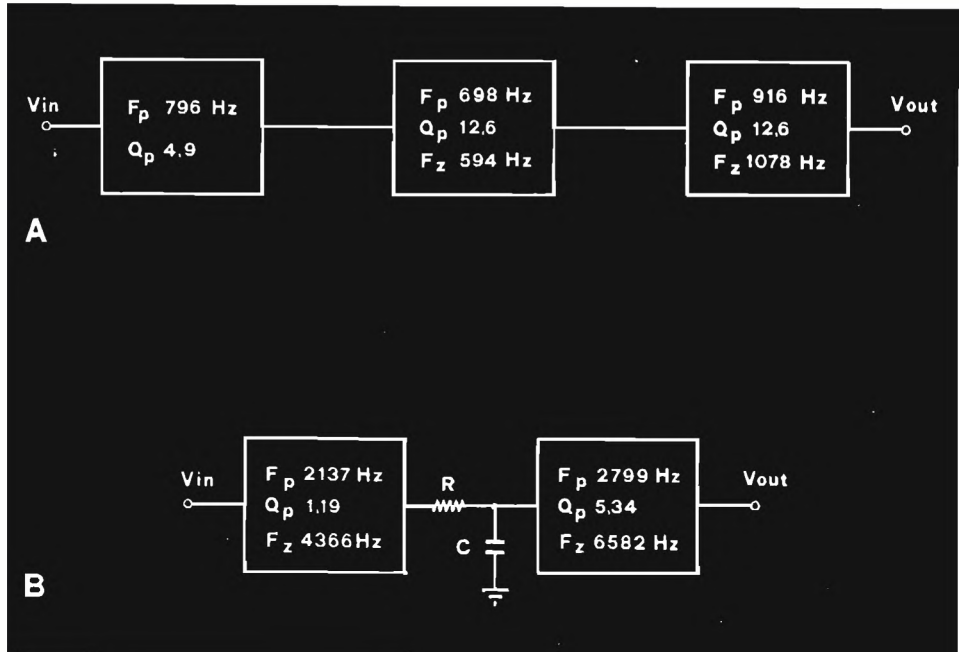 Vin
Fp 796 Hz
Qp 4,9
Fp 698 Hz
Qp 12,6
Fz 594 Hz
Fp 916 Hz
Qp 12,6
Fz 1078 Hz
Vout
A
Vin
Fp 2137 Hz
Qp 1,19
Fz 4366 Hz
R
C
Fp 2799 Hz
Qp 5,34
Fz 6582 Hz
Vout
B